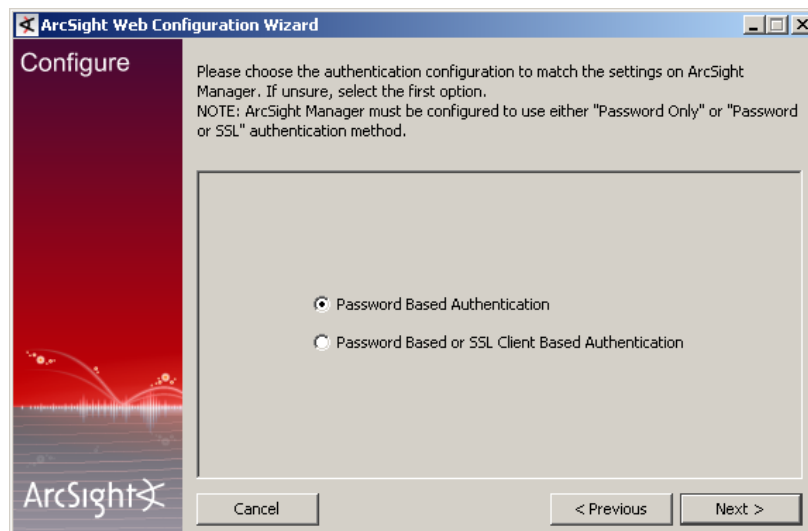 ArcSight Web Configuration Wizard
Configure
Please choose the authentication configuration to match the settings on ArcSight
Manager. If unsure, select the first option.
NOTE: ArcSight Manager must be configured to use either "Password Only" or "Password
or SSL" authentication method.
Password Based Authentication
Password Based or SSL Client Based Authentication
ArcSight
Cancel
< Previous
Next >